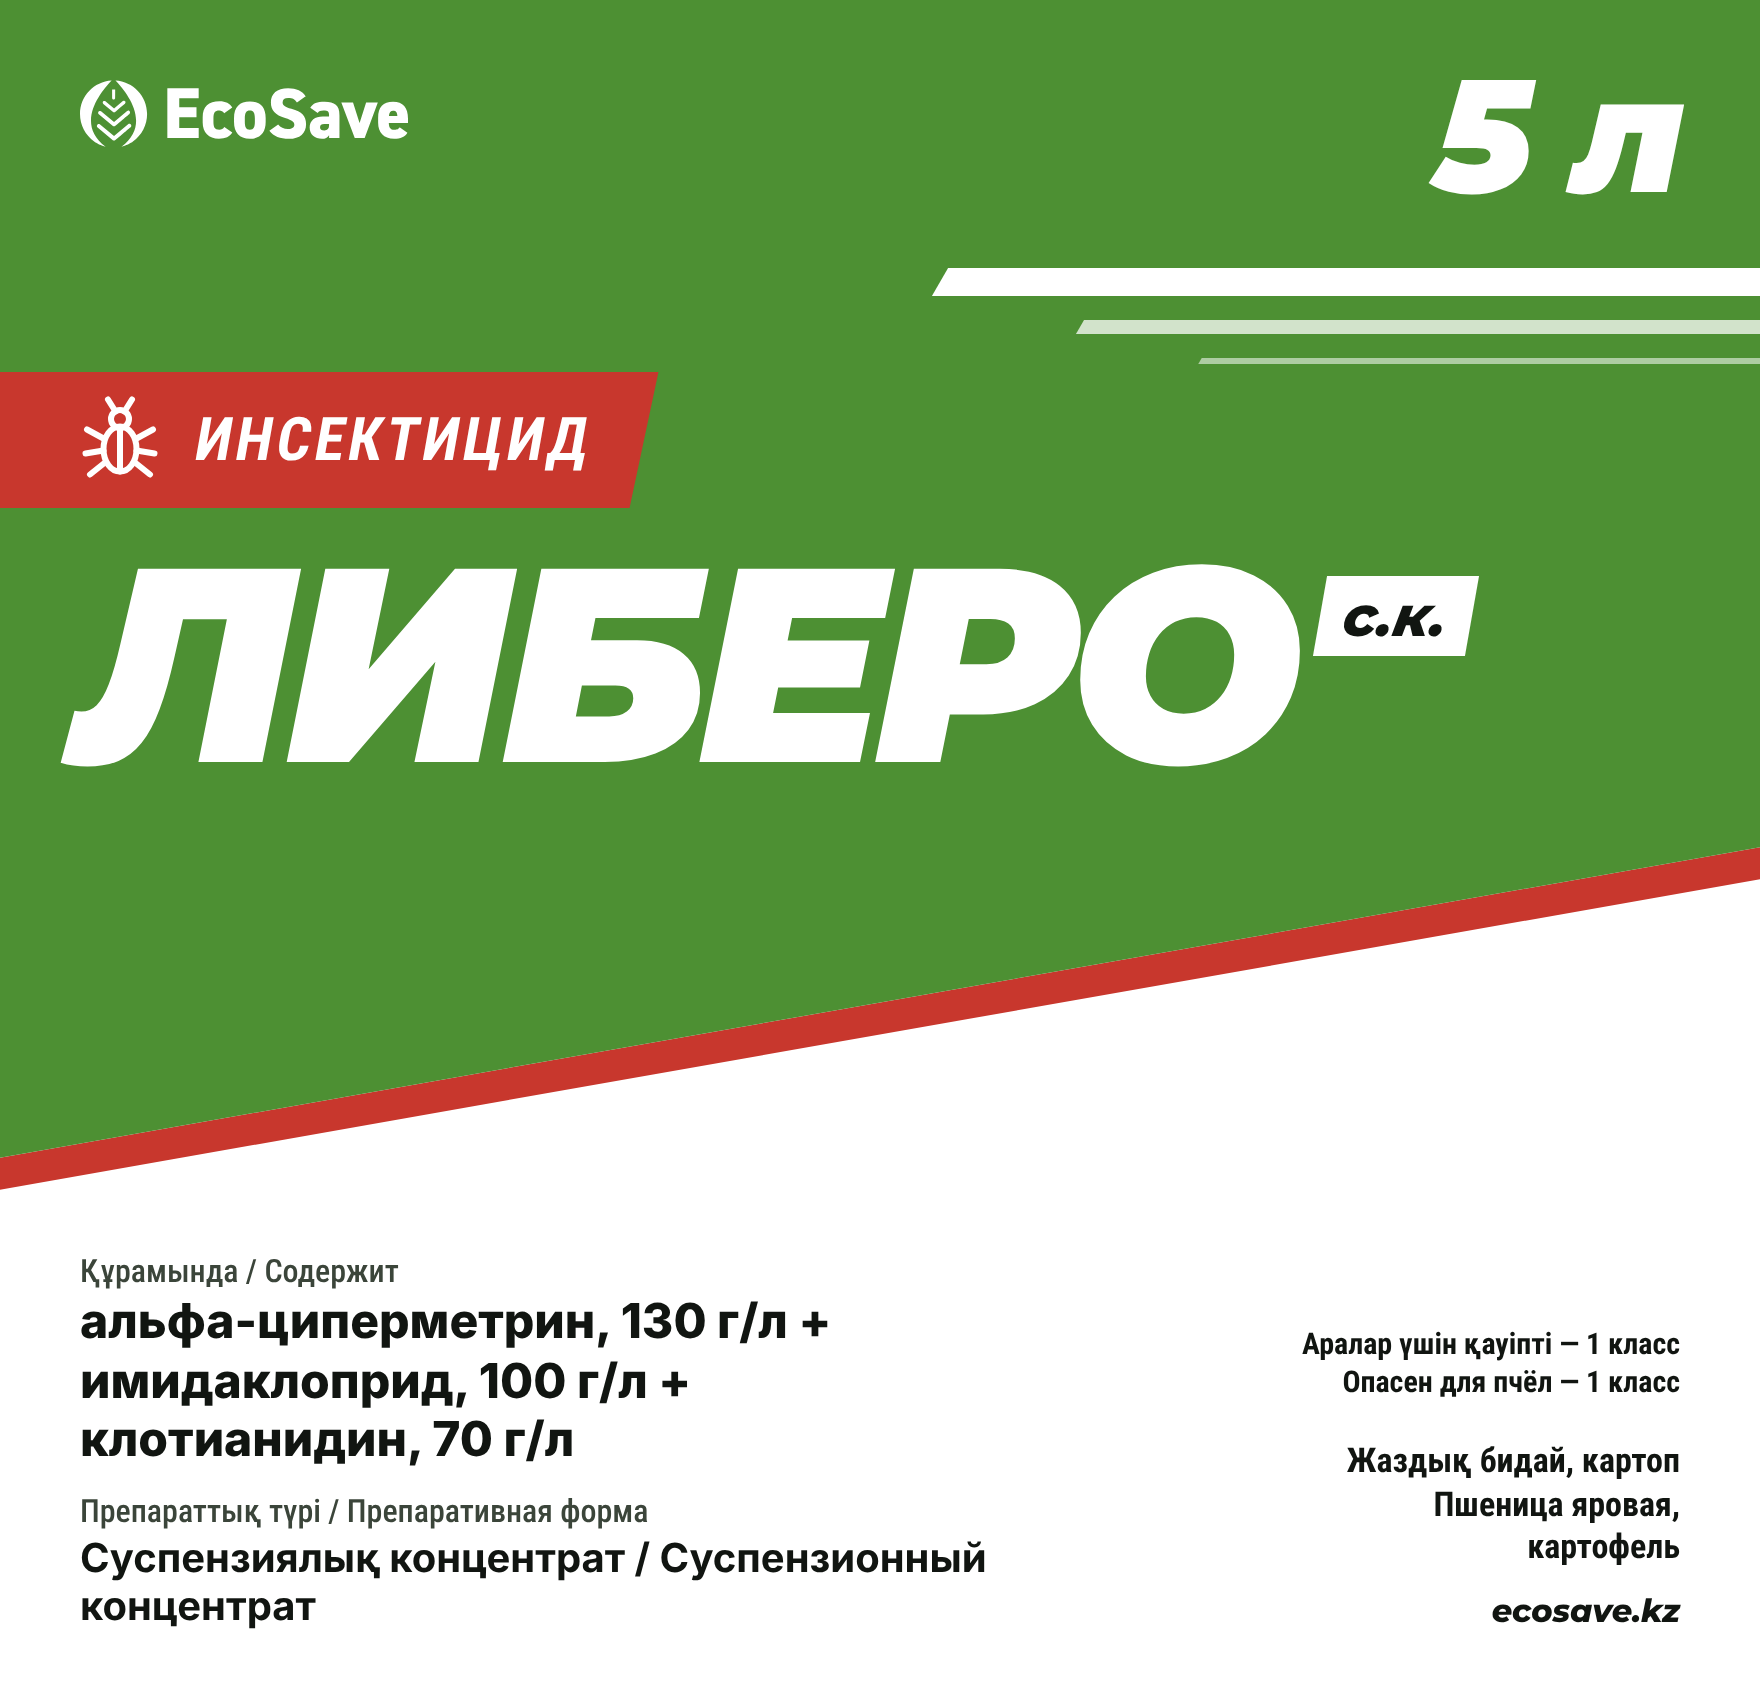 EcoSave
5 л
ИНСЕКТИЦИД
ЛИБЕРО с.к.
Құрамында / Содержит
альфа-циперметрин, 130 г/л +
имидаклоприд, 100 г/л +
клотианидин, 70 г/л
Препараттық түрі / Препаративная форма
Суспензиялық концентрат / Суспензионный
концентрат
Аралар үшін қауіпті – 1 класс
Опасен для пчёл – 1 класс
Жаздық бидай, картоп
Пшеница яровая,
картофель
ecosave.kz